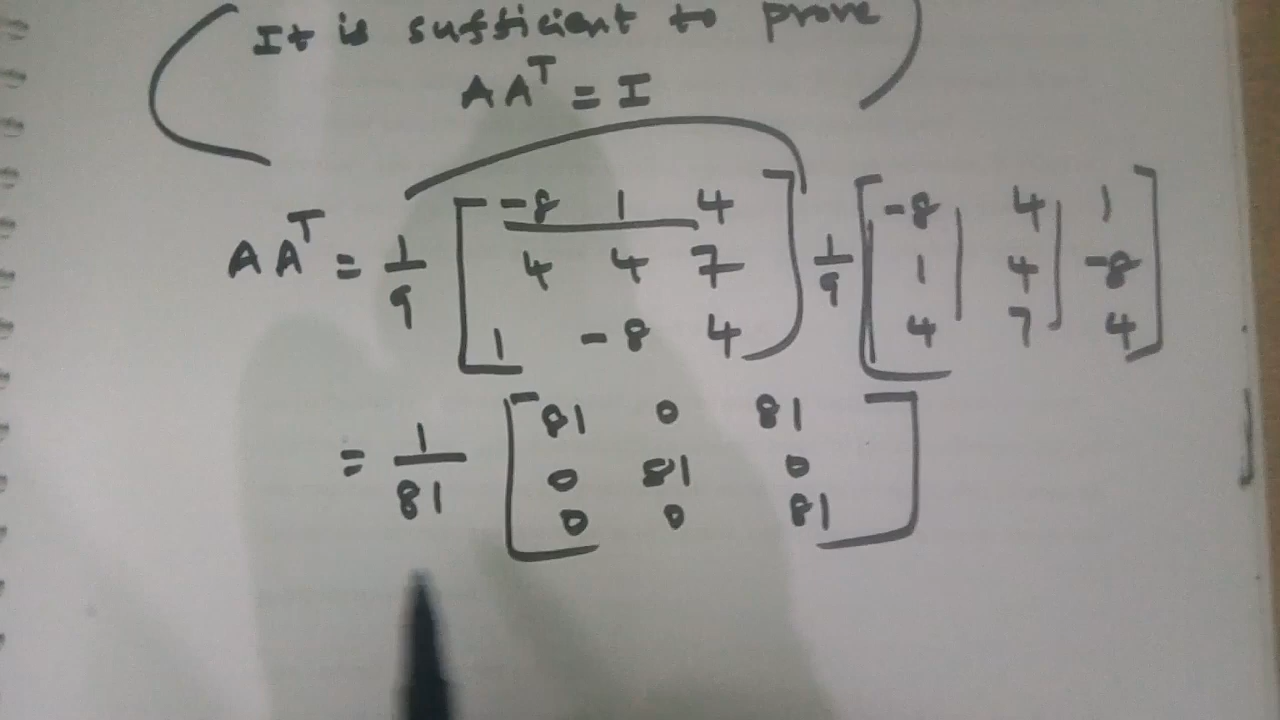 (It is sufficient to prove
AAᵀ = I)
AAᵀ = 1/9 [-8 1 4
4 4 7
1 -8 4] 1/9 [-8 4 1
1 4 -8
4 7 4]
= 1/81 [81 0 81
0 81 0
0 0 81]